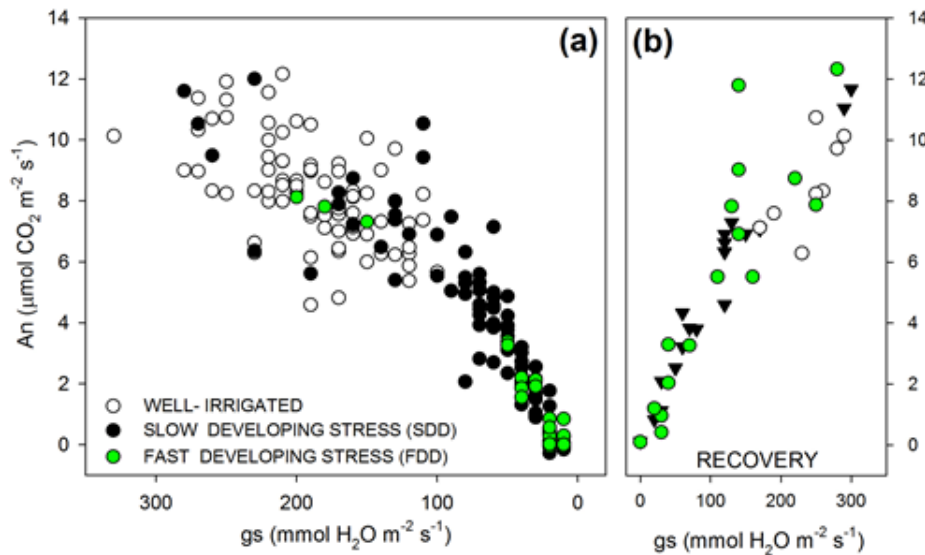 (a)
(b)
14
12
10
8
6
4
2
0
An (µmol CO₂ m⁻² s⁻¹)
WELL- IRRIGATED
SLOW DEVELOPING STRESS (SDD)
FAST DEVELOPING STRESS (FDD)
300
200
100
0
gs (mmol H₂O m⁻² s⁻¹)
RECOVERY
0
100
200
300
gs (mmol H₂O m⁻² s⁻¹)
14
12
10
8
6
4
2
0